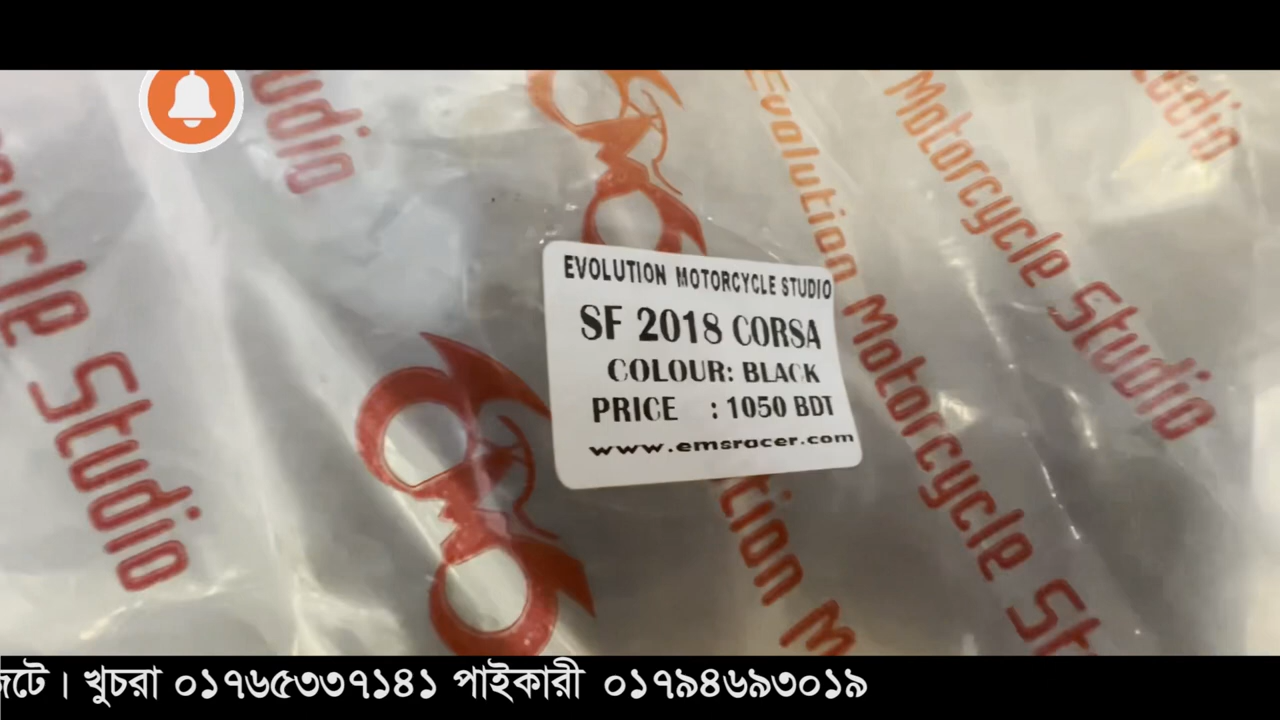 Studio
Evolution Motorcycle Studio
Motorcycle Studio
Studio
EVOLUTION MOTORCYCLE STUDIO
SF 2018 CORSA
COLOUR: BLACK
PRICE : 1050 BDT
www.emsracer.com
Studio
। খুচরা ০১৭৬৫৩৩৭১৪১ পাইকারী ০১৭৯৪৬৯৩০১৯